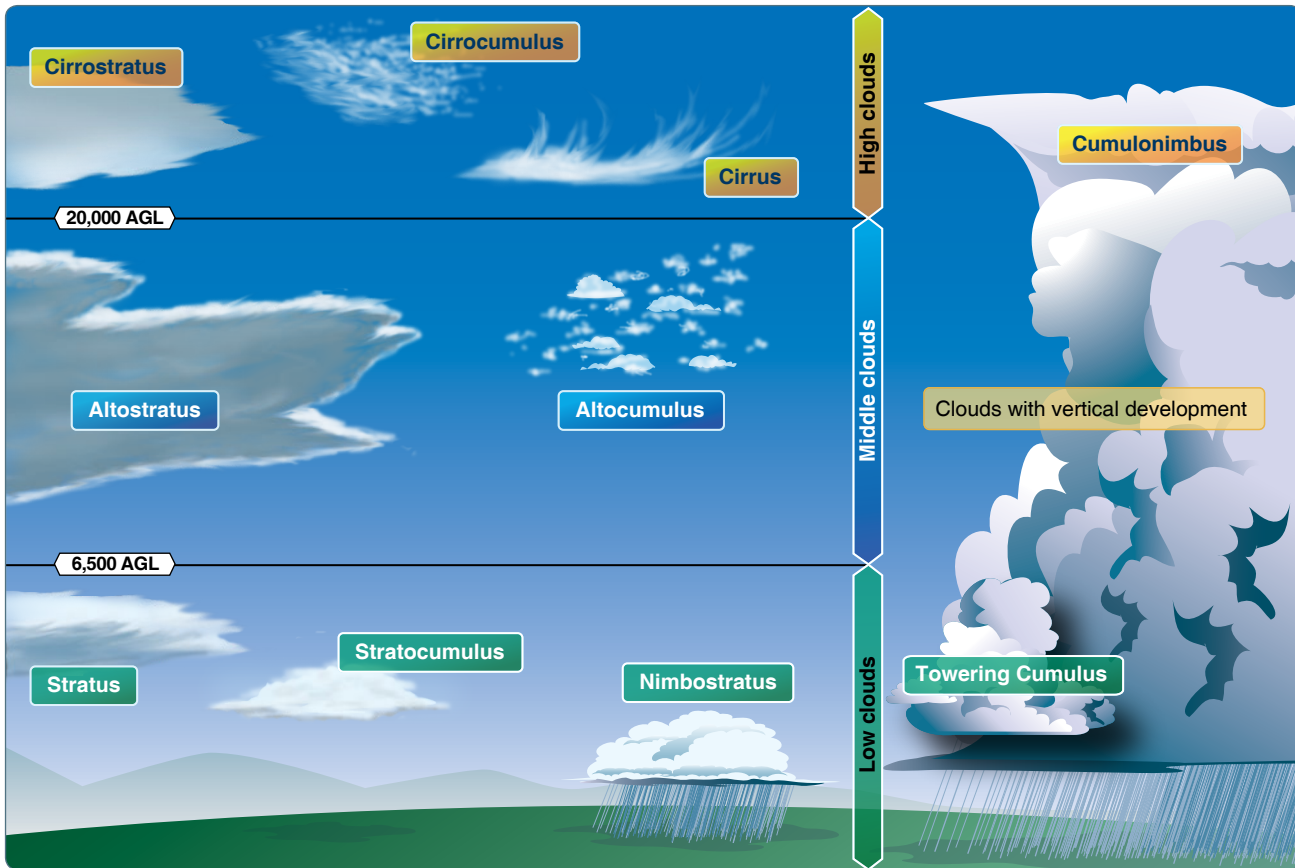 Cirrostratus
Cirrocumulus
Cirrus
High clouds
Cumulonimbus
20,000 AGL
Altostratus
Altocumulus
Middle clouds
Clouds with vertical development
6,500 AGL
Stratus
Stratocumulus
Nimbostratus
Low clouds
Towering Cumulus